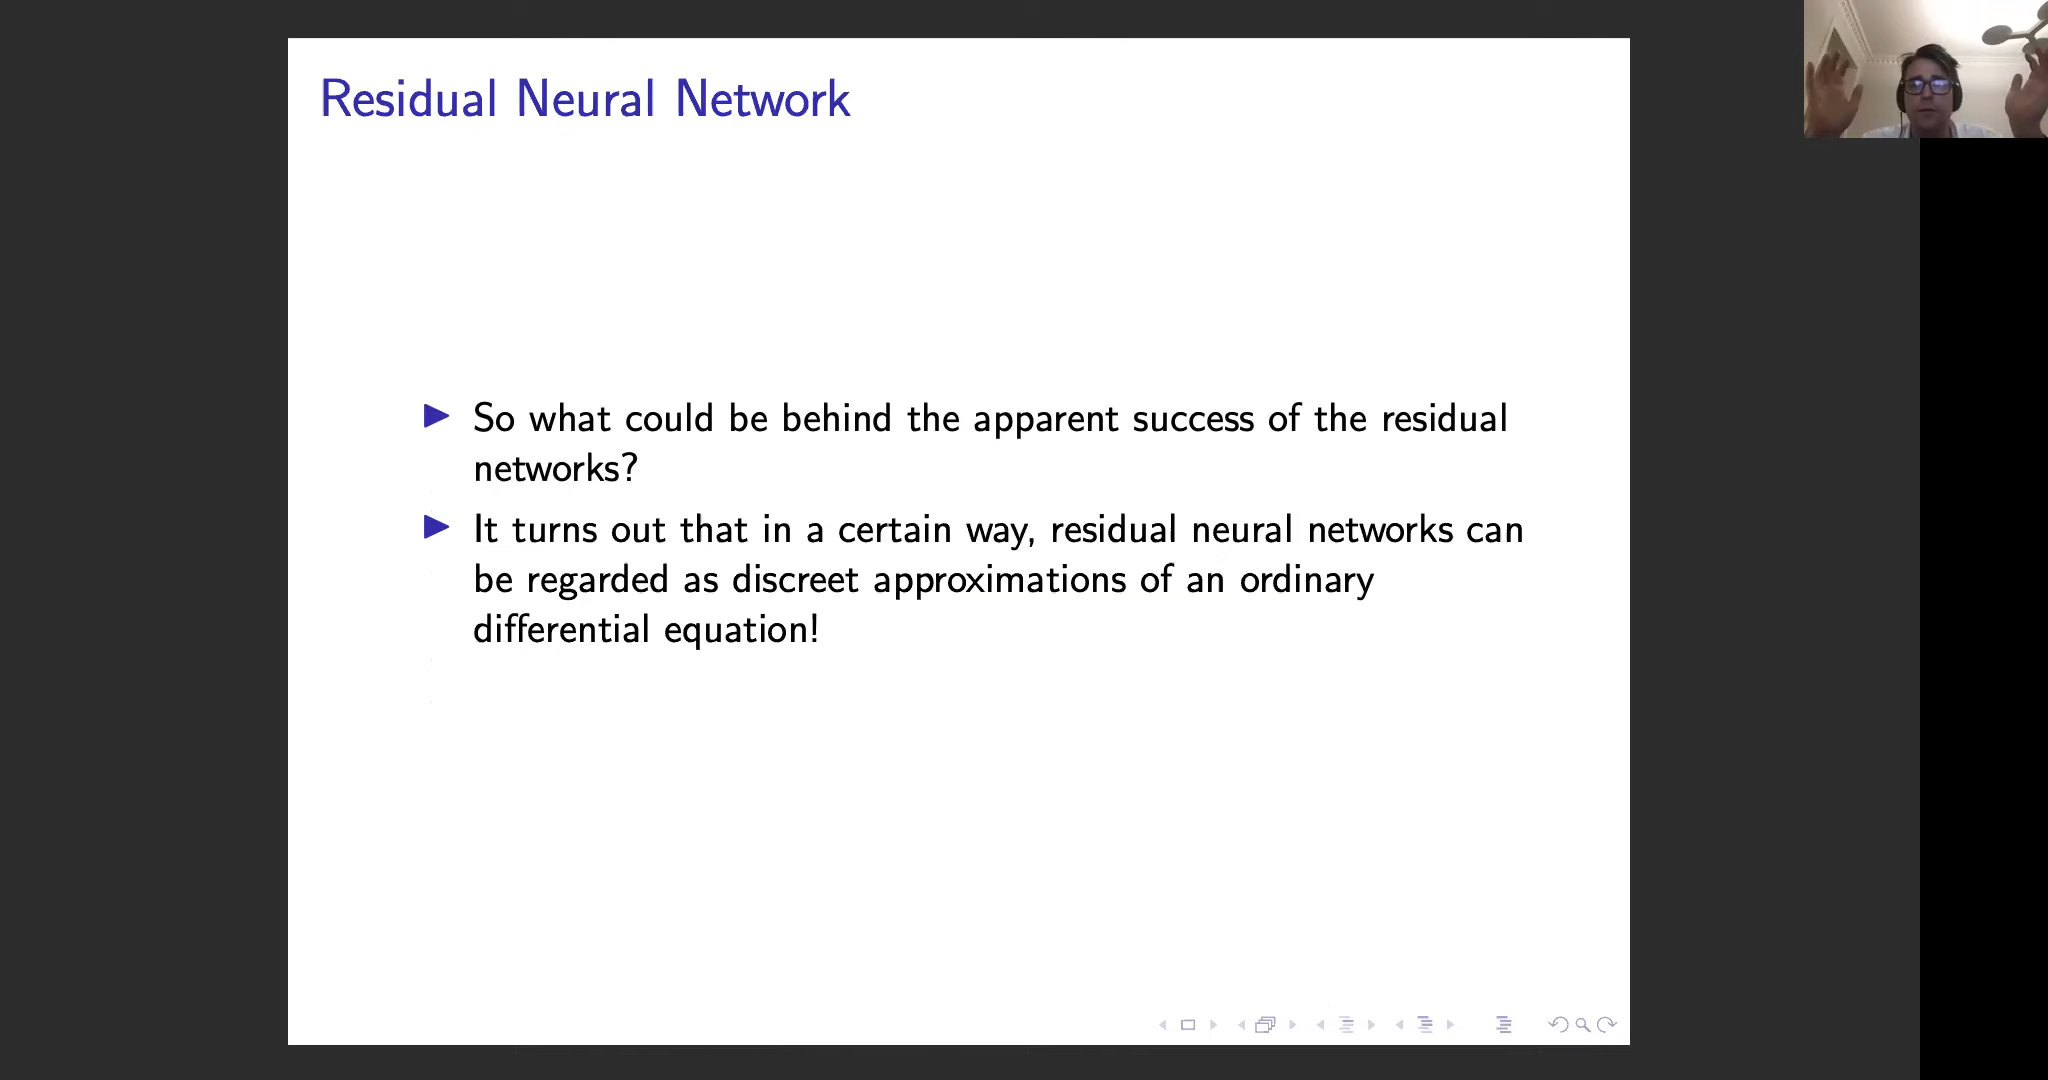 Residual Neural Network
So what could be behind the apparent success of the residual
networks?
It turns out that in a certain way, residual neural networks can
be regarded as discreet approximations of an ordinary
differential equation!